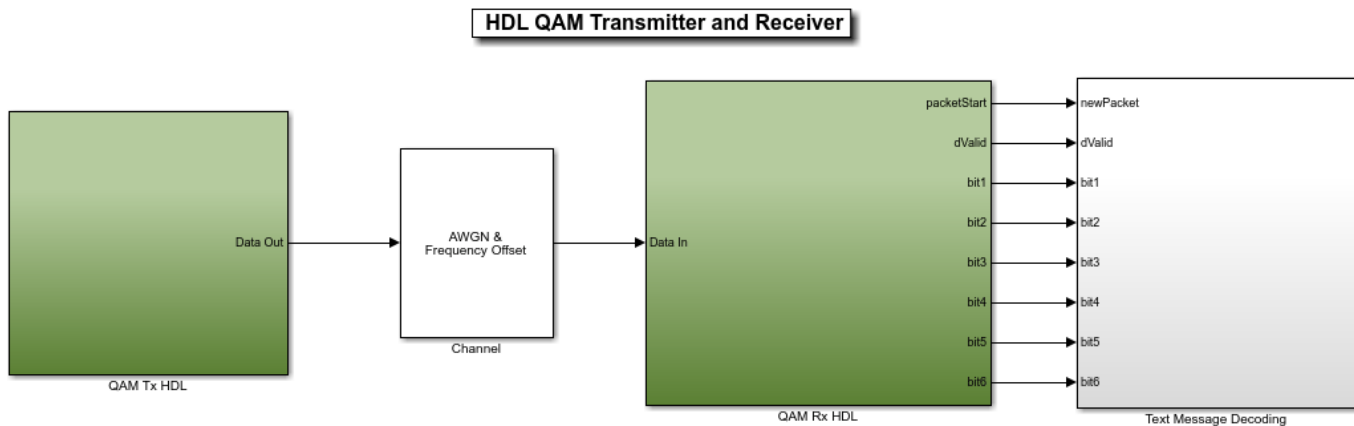 HDL QAM Transmitter and Receiver
Data Out
QAM Tx HDL
AWGN &
Frequency Offset
Channel
Data In
packetStart
dValid
bit1
bit2
bit3
bit4
bit5
bit6
QAM Rx HDL
newPacket
dValid
bit1
bit2
bit3
bit4
bit5
bit6
Text Message Decoding